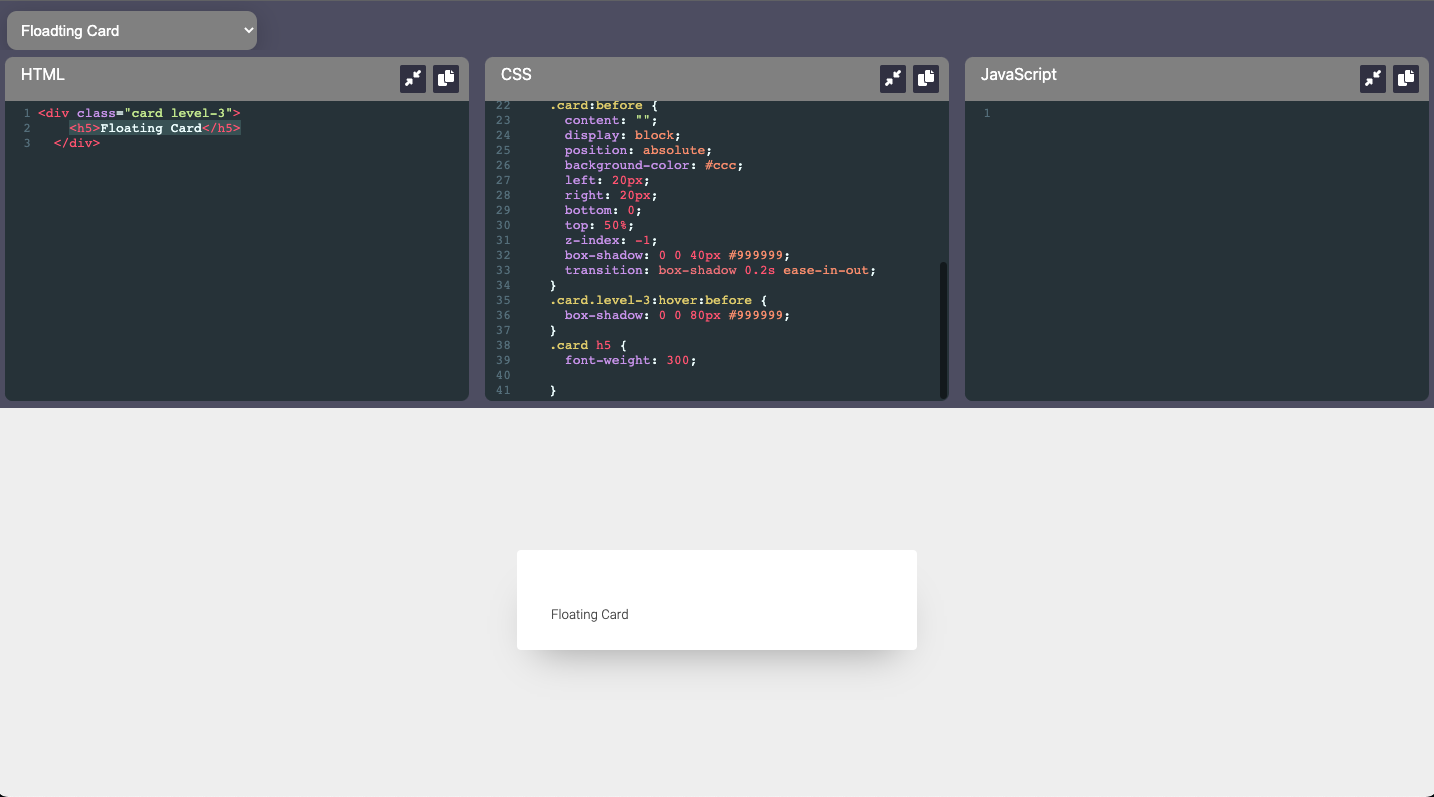 Floadting Card
HTML
1 <div class="card level-3">
2 <h5>Floating Card</h5>
3 </div>
CSS
22 .card:before {
23 content: "";
24 display: block;
25 position: absolute;
26 background-color: #ccc;
27 left: 20px;
28 right: 20px;
29 bottom: 0;
30 top: 50%;
31 z-index: -1;
32 box-shadow: 0 0 40px #999999;
33 transition: box-shadow 0.2s ease-in-out;
34 }
35 .card.level-3:hover:before {
36 box-shadow: 0 0 80px #999999;
37 }
38 .card h5 {
39 font-weight: 300;
40
41 }
JavaScript
1
Floating Card